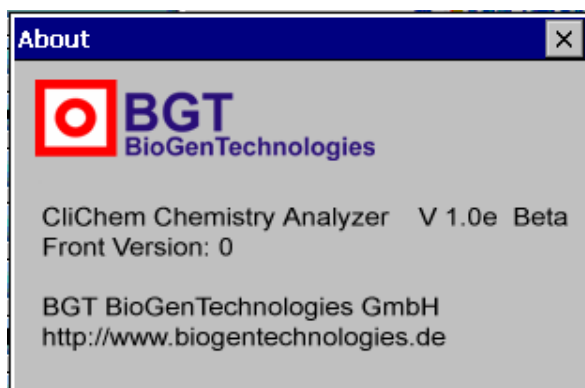 About
BGT
BioGenTechnologies
CliChem Chemistry Analyzer V 1.0e Beta
Front Version: 0
BGT BioGenTechnologies GmbH
http://www.biogentechnologies.de